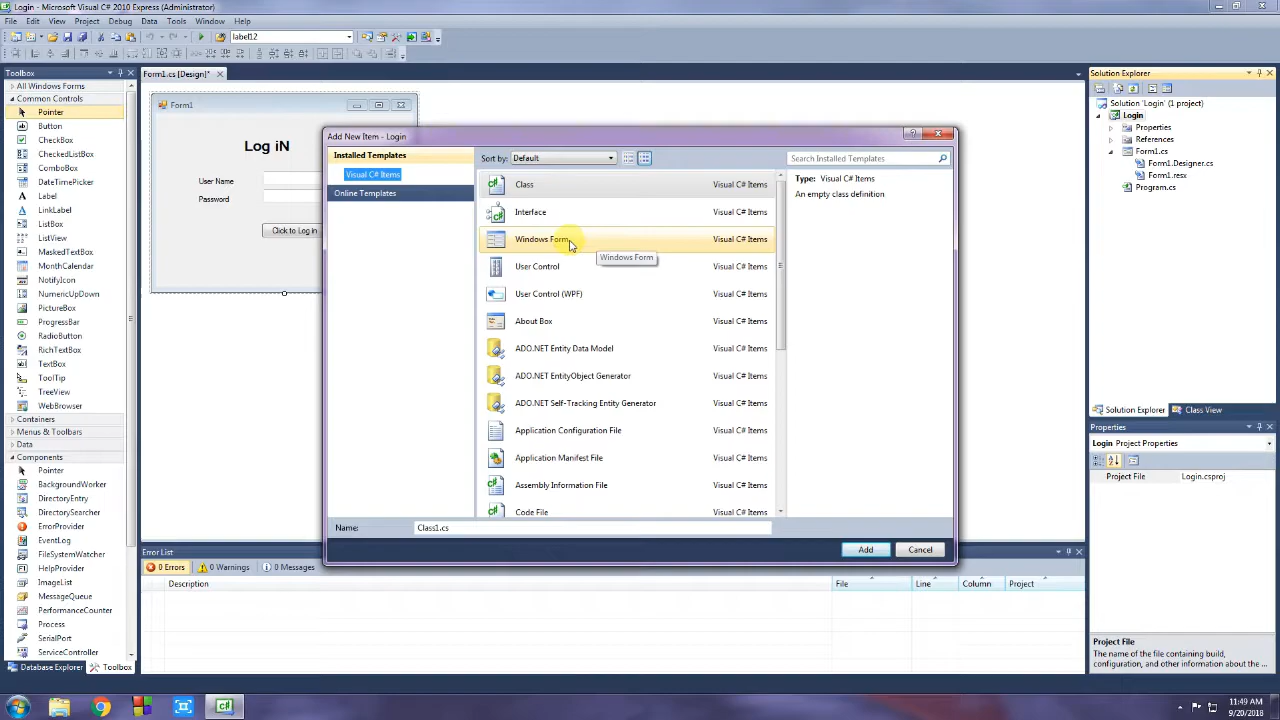 Login - Microsoft Visual C# 2010 Express (Administrator)
File Edit View Project Debug Data Tools Window Help
label12
Toolbox
All Windows Forms
Common Controls
Pointer
Button
CheckBox
CheckedListBox
ComboBox
DateTimePicker
Label
LinkLabel
ListBox
ListView
MaskedTextBox
MonthCalendar
NotifyIcon
NumericUpDown
PictureBox
ProgressBar
RadioButton
RichTextBox
TextBox
ToolTip
TreeView
WebBrowser
Containers
Menus & Toolbars
Data
Components
Pointer
BackgroundWorker
DirectoryEntry
DirectorySearcher
ErrorProvider
EventLog
FileSystemWatcher
HelpProvider
ImageList
MessageQueue
PerformanceCounter
Process
SerialPort
ServiceController
Database Explorer Toolbox
Form1.cs [Design]*
Form1
Log iN
User Name
Password
Click to Log in
Add New Item - Login
Installed Templates
Visual C# Items
Online Templates
Sort by: Default
Search Installed Templates
Class Visual C# Items
Interface Visual C# Items
Windows Form Visual C# Items
Windows Form
User Control Visual C# Items
User Control (WPF) Visual C# Items
About Box Visual C# Items
ADO.NET Entity Data Model Visual C# Items
ADO.NET EntityObject Generator Visual C# Items
ADO.NET Self-Tracking Entity Generator Visual C# Items
Application Configuration File Visual C# Items
Application Manifest File Visual C# Items
Assembly Information File Visual C# Items
Code File Visual C# Items
Type: Visual C# Items
An empty class definition
Name: Class1.cs
Add Cancel
Error List
0 Errors 0 Warnings 0 Messages
Description File Line Column Project
Solution Explorer
Solution 'Login' (1 project)
Login
Properties
References
Form1.cs
Form1.Designer.cs
Form1.resx
Program.cs
Solution Explorer Class View
Properties
Login Project Properties
Project File Login.csproj
Project File
The name of the file containing build,
configuration, and other information about the ...
11:49 AM
9/20/2018